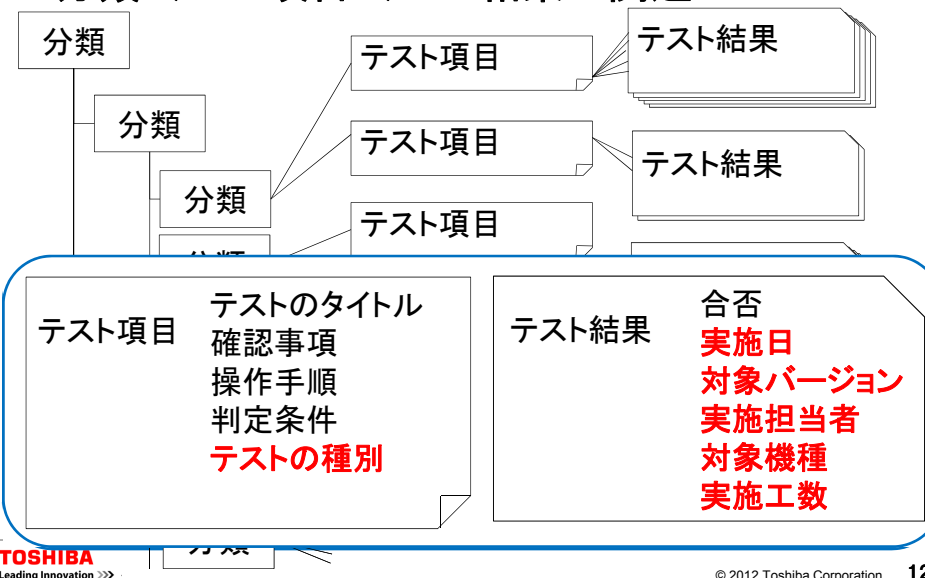 分類
テスト項目
テスト結果
分類
テスト項目
テスト結果
分類
テスト項目
テスト項目
テストのタイトル
確認事項
操作手順
判定条件
テストの種別
テスト結果
合否
実施日
対象バージョン
実施担当者
対象機種
実施工数
TOSHIBA
Leading Innovation >>>
© 2012 Toshiba Corporation
12